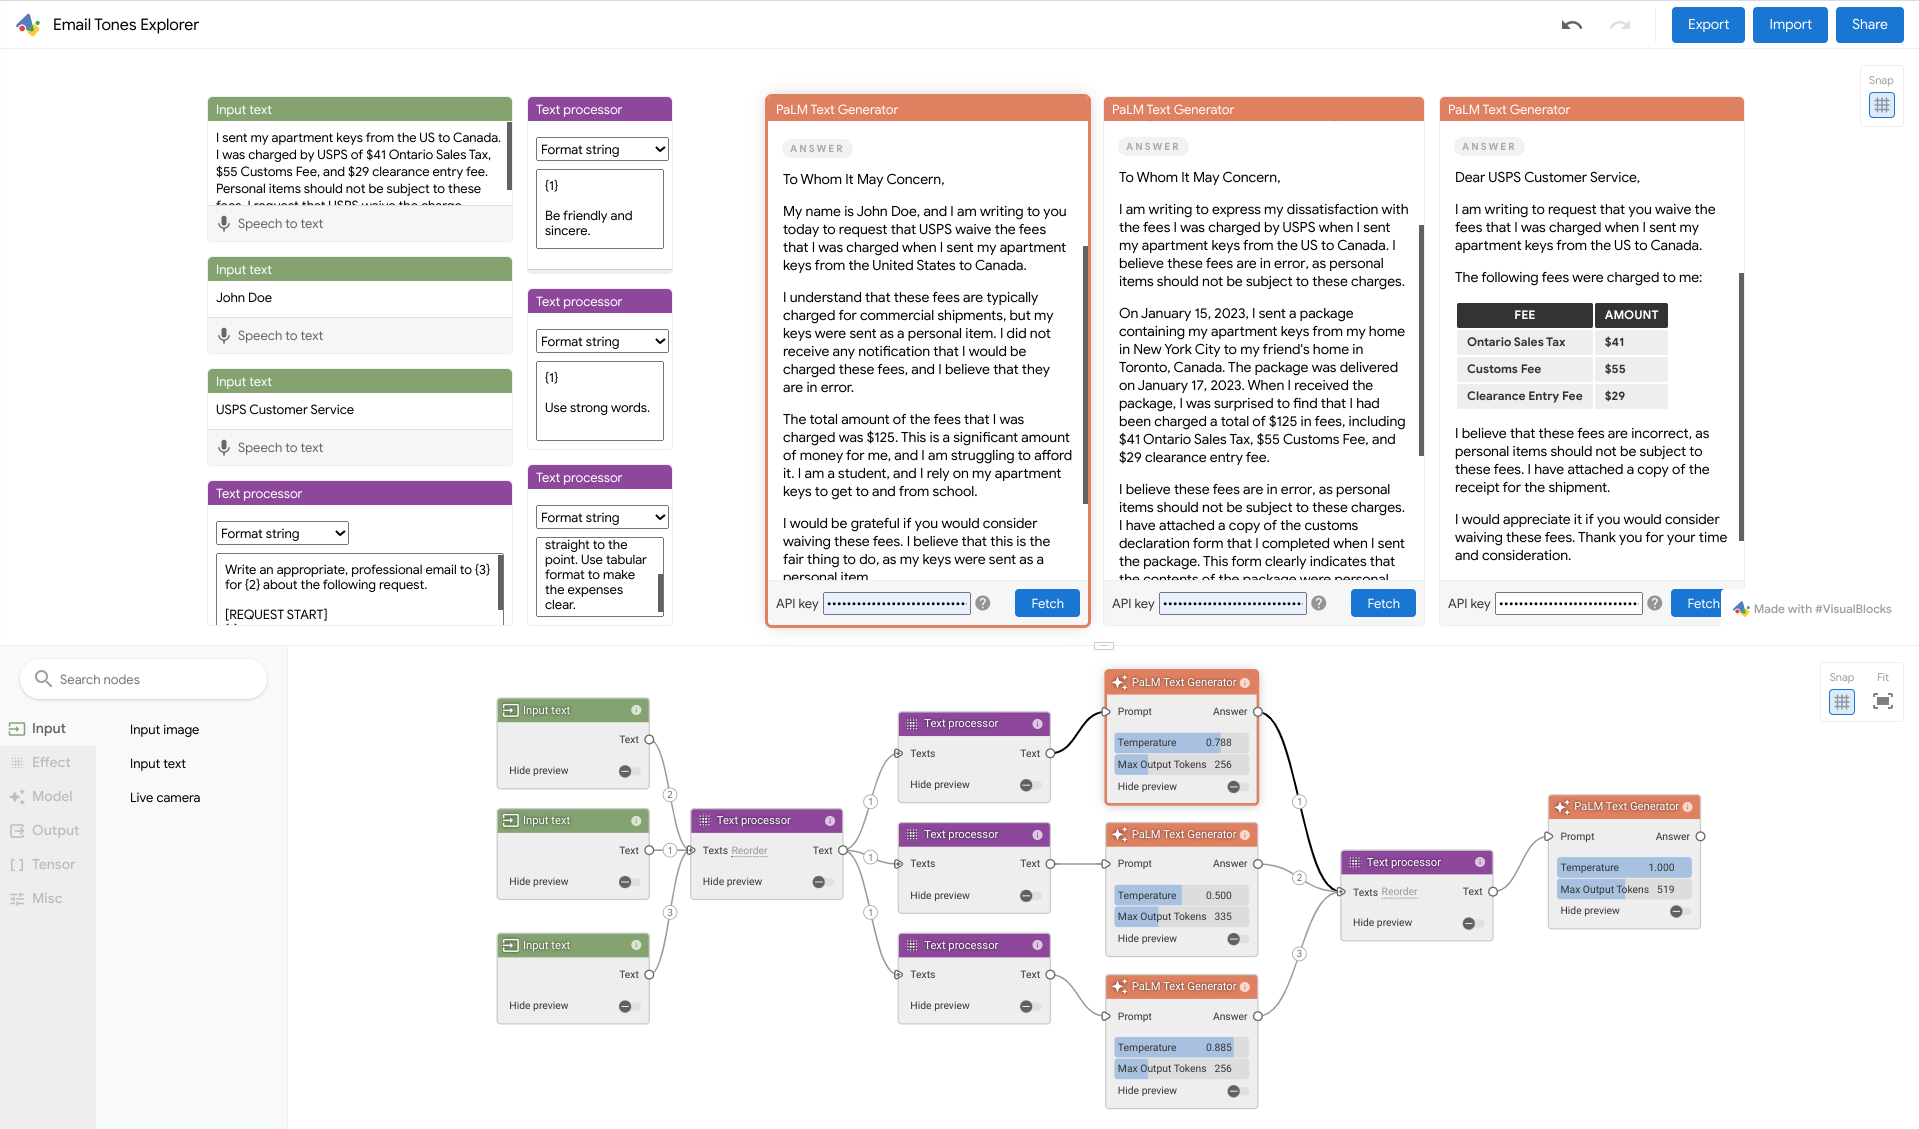 Email Tones Explorer
Export
Import
Share
Snap
Input text
I sent my apartment keys from the US to Canada.
I was charged by USPS of $41 Ontario Sales Tax,
$55 Customs Fee, and $29 clearance entry fee.
Personal items should not be subject to these
fees. I request that USPS waive the charge.
Speech to text
Input text
John Doe
Speech to text
Input text
USPS Customer Service
Speech to text
Text processor
Format string
Write an appropriate, professional email to {3}
for {2} about the following request.
[REQUEST START]
Text processor
Format string
{1}
Be friendly and
sincere.
Text processor
Format string
{1}
Use strong words.
Text processor
Format string
straight to the
point. Use tabular
format to make
the expenses
clear.
PaLM Text Generator
ANSWER
To Whom It May Concern,
My name is John Doe, and I am writing to you
today to request that USPS waive the fees
that I was charged when I sent my apartment
keys from the United States to Canada.
I understand that these fees are typically
charged for commercial shipments, but my
keys were sent as a personal item. I did not
receive any notification that I would be
charged these fees, and I believe that they
are in error.
The total amount of the fees that I was
charged was $125. This is a significant amount
of money for me, and I am struggling to afford
it. I am a student, and I rely on my apartment
keys to get to and from school.
I would be grateful if you would consider
waiving these fees. I believe that this is the
fair thing to do, as my keys were sent as a
personal item
API key
Fetch
PaLM Text Generator
ANSWER
To Whom It May Concern,
I am writing to express my dissatisfaction with
the fees I was charged by USPS when I sent
my apartment keys from the US to Canada. I
believe these fees are in error, as personal
items should not be subject to these charges.
On January 15, 2023, I sent a package
containing my apartment keys from my home
in New York City to my friend's home in
Toronto, Canada. The package was delivered
on January 17, 2023. When I received the
package, I was surprised to find that I had
been charged a total of $125 in fees, including
$41 Ontario Sales Tax, $55 Customs Fee, and
$29 clearance entry fee.
I believe these fees are in error, as personal
items should not be subject to these charges.
I have attached a copy of the customs
declaration form that I completed when I sent
the package. This form clearly indicates that
the contents of the package were personal
API key
Fetch
PaLM Text Generator
ANSWER
Dear USPS Customer Service,
I am writing to request that you waive the
fees that I was charged when I sent my
apartment keys from the US to Canada.
The following fees were charged to me:
FEE AMOUNT
Ontario Sales Tax $41
Customs Fee $55
Clearance Entry Fee $29
I believe that these fees are incorrect, as
personal items should not be subject to
these fees. I have attached a copy of the
receipt for the shipment.
I would appreciate it if you would consider
waiving these fees. Thank you for your time
and consideration.
API key
Fetch
Made with #VisualBlocks
Search nodes
Input
Effect
Model
Output
Tensor
Misc
Input image
Input text
Live camera
Snap
Fit
Input text
Text
Hide preview
Input text
Text
Hide preview
Input text
Text
Hide preview
2
1
3
Text processor
Texts Reorder Text
Hide preview
1
1
1
Text processor
Texts Text
Hide preview
Text processor
Texts Text
Hide preview
Text processor
Texts Text
Hide preview
PaLM Text Generator
Prompt Answer
Temperature 0.788
Max Output Tokens 256
Hide preview
PaLM Text Generator
Prompt Answer
Temperature 0.500
Max Output Tokens 335
Hide preview
PaLM Text Generator
Prompt Answer
Temperature 0.885
Max Output Tokens 256
Hide preview
1
2
3
Text processor
Texts Reorder Text
Hide preview
PaLM Text Generator
Prompt Answer
Temperature 1.000
Max Output Tokens 519
Hide preview